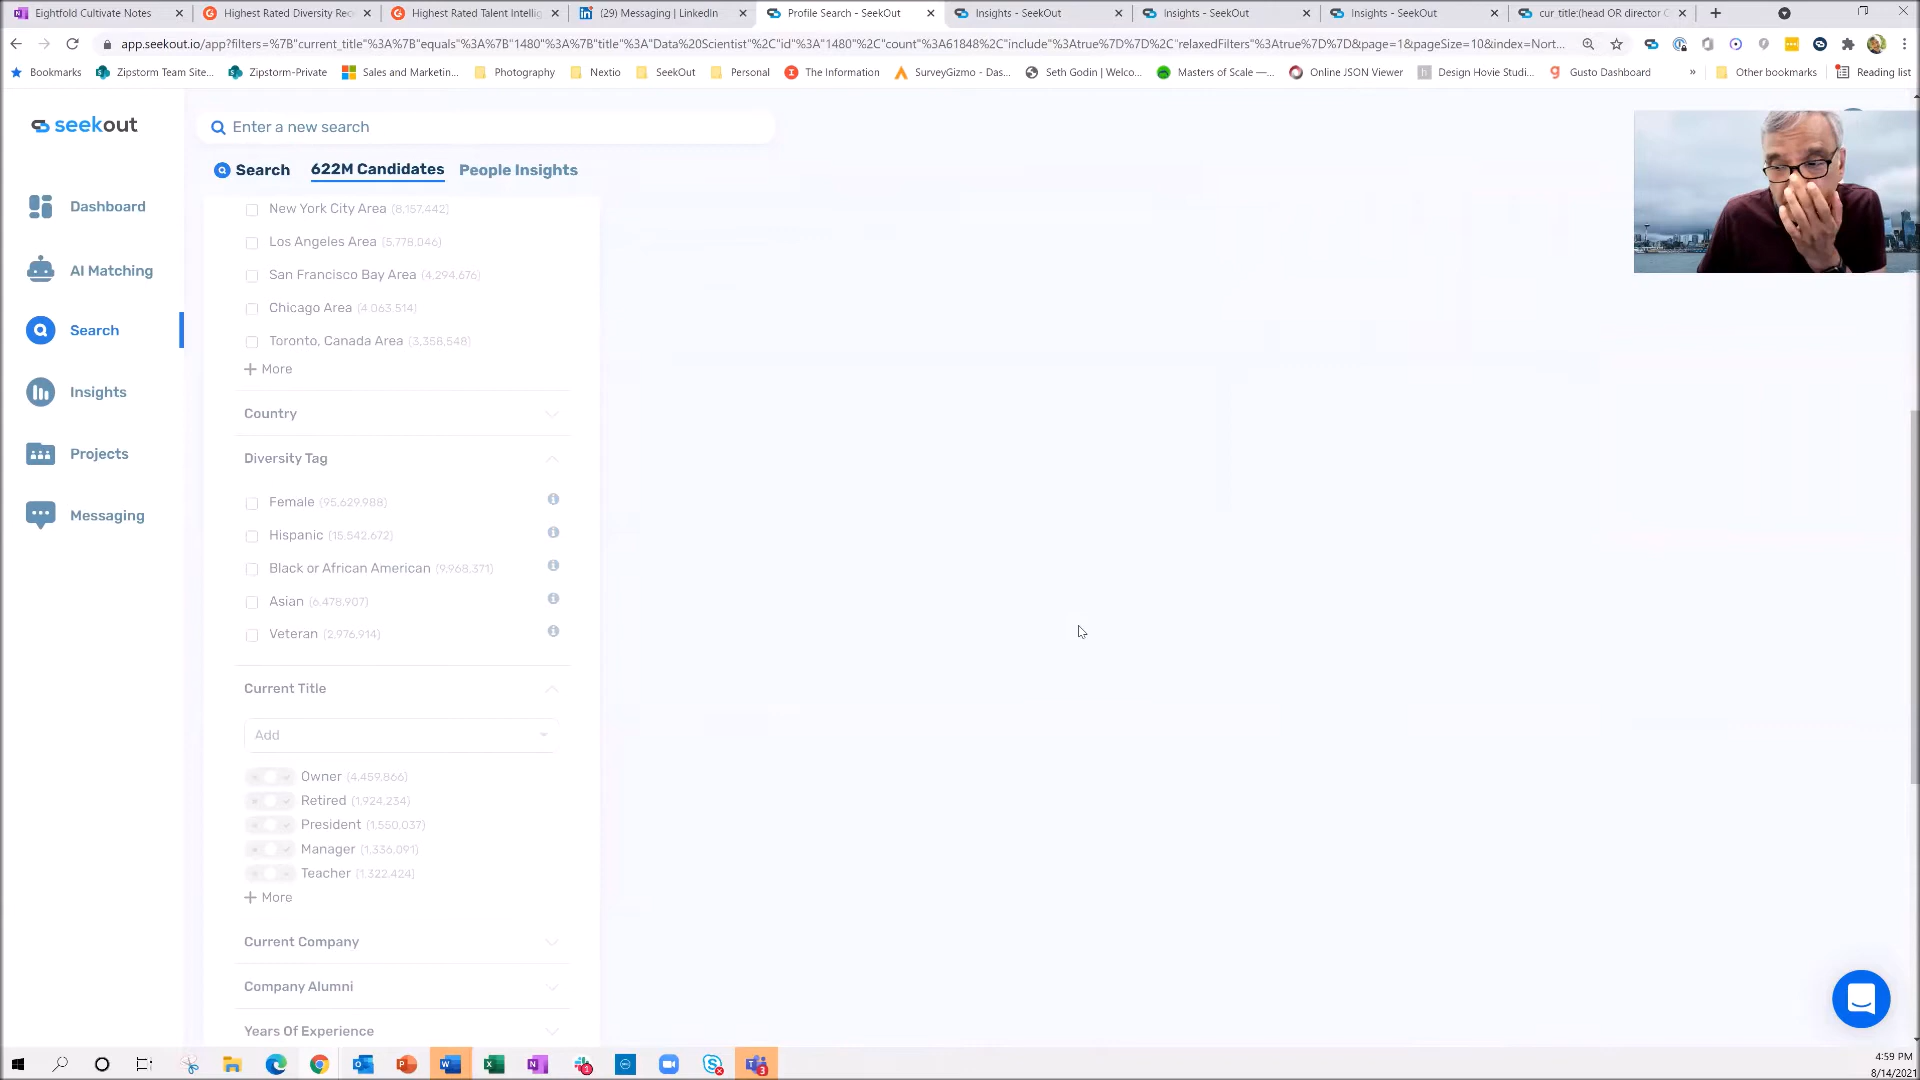 Eightfold Cultivate Notes
Highest Rated Diversity Rec
Highest Rated Talent Intellig
(29) Messaging | LinkedIn
Profile Search - SeekOut
Insights - SeekOut
Insights - SeekOut
Insights - SeekOut
cur_title:(head OR director O
app.seekout.io/app?filters=%7B"current_title"%3A%7B"equals"%3A%7B"1480"%3A%7B"title"%3A"Data%20Scientist"%2C"id"%3A"1480"%2C"count"%3A61848%2C"include"%3Atrue%7D%7D%2C"relaxedFilters"%3Atrue%7D%7D&page=1&pageSize=10&index=Nort...
Bookmarks
Zipstorm Team Site...
Zipstorm-Private
Sales and Marketin...
Photography
Nextio
SeekOut
Personal
The Information
SurveyGizmo - Das...
Seth Godin | Welco...
Masters of Scale —...
Online JSON Viewer
Design Hovie Studi...
Gusto Dashboard
»
Other bookmarks
Reading list
seekout
Enter a new search
Search
622M Candidates
People Insights
Dashboard
AI Matching
Search
Insights
Projects
Messaging
New York City Area (8,157,442)
Los Angeles Area (5,778,046)
San Francisco Bay Area (4,294,676)
Chicago Area (4,063,514)
Toronto, Canada Area (3,358,548)
+ More
Country
Diversity Tag
Female (95,629,988)
Hispanic (15,542,672)
Black or African American (9,968,371)
Asian (6,478,907)
Veteran (2,976,914)
Current Title
Add
Owner (4,459,866)
Retired (1,924,234)
President (1,550,037)
Manager (1,336,091)
Teacher (1,322,424)
+ More
Current Company
Company Alumni
Years Of Experience
4:59 PM
8/14/2021